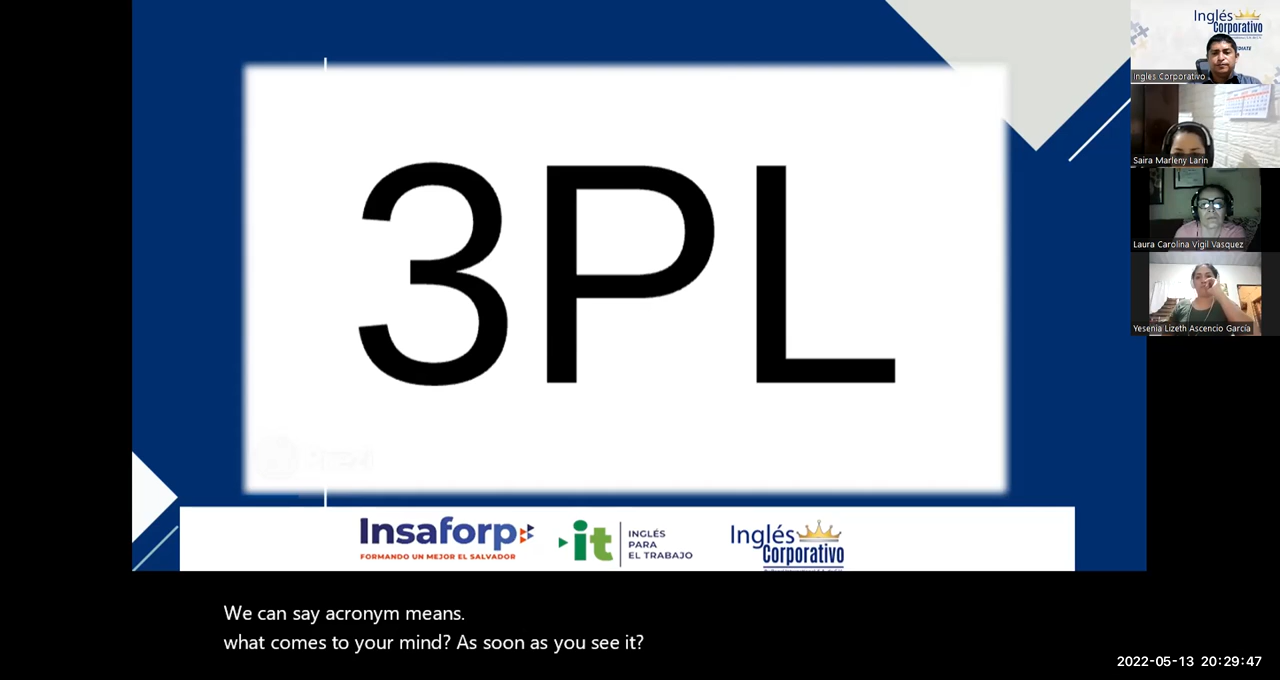 3PL
Insaforp
FORMANDO UN MEJOR EL SALVADOR
it
INGLÉS
PARA
EL TRABAJO
Inglés
Corporativo
Inglés
Corporativo
Ingles Corporativo
Saira Marleny Larin
Laura Carolina Vigil Vasquez
Yesenia Lizeth Ascencio García
We can say acronym means.
what comes to your mind? As soon as you see it?
2022-05-13 20:29:47